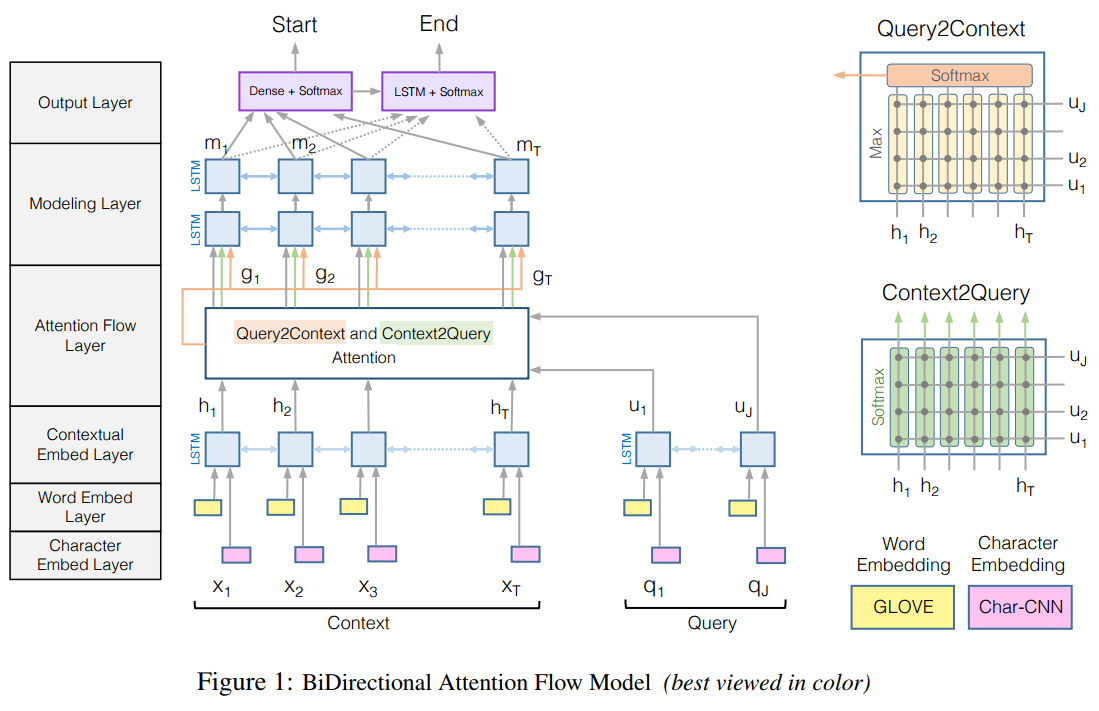 Start
End
Output Layer
Dense + Softmax
LSTM + Softmax
m1
m2
mT
Modeling Layer
LSTM
LSTM
g1
g2
gT
Attention Flow
Layer
Query2Context and Context2Query
Attention
h1
h2
hT
u1
uJ
Contextual
Embed Layer
LSTM
LSTM
Word Embed
Layer
Character
Embed Layer
x1
x2
x3
xT
q1
qJ
Context
Query
Query2Context
Softmax
Max
uJ
u2
u1
h1
h2
hT
Context2Query
Softmax
uJ
u2
u1
h1
h2
hT
Word
Embedding
GLOVE
Character
Embedding
Char-CNN
Figure 1: BiDirectional Attention Flow Model (best viewed in color)